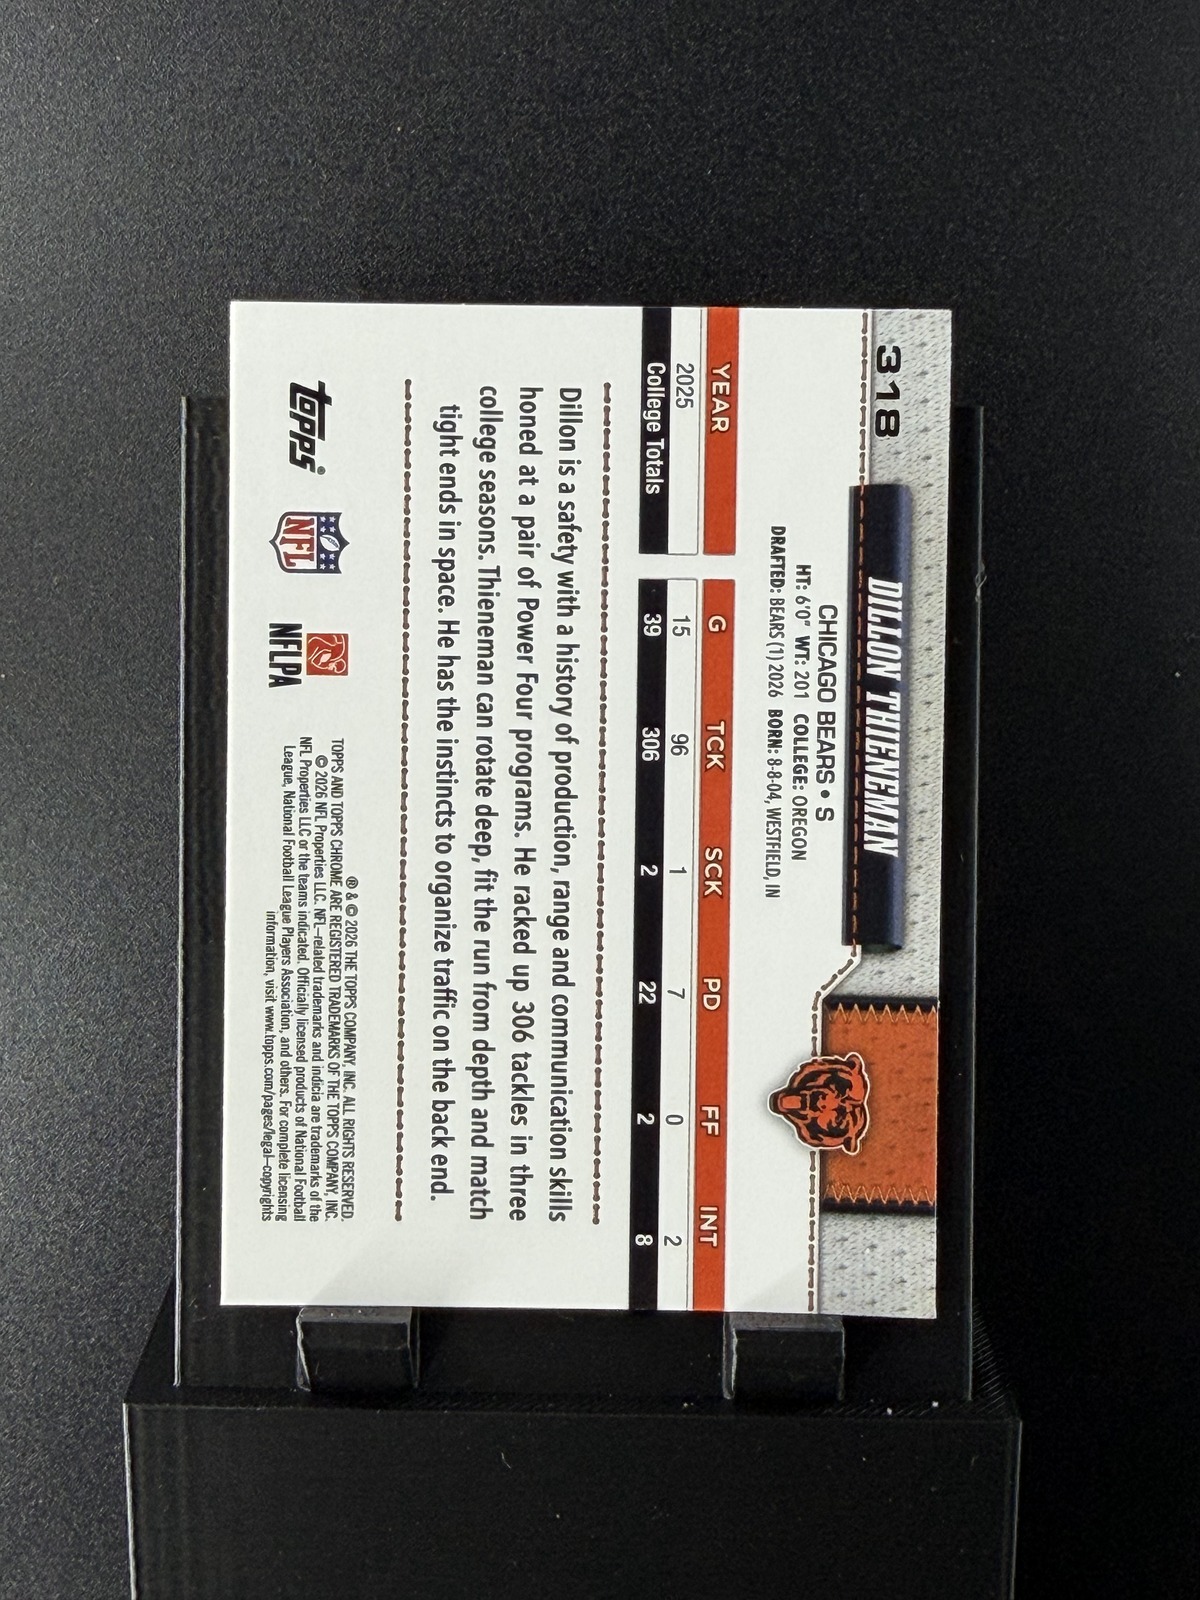 318
DILLON THIENEMAN
CHICAGO BEARS • S
HT: 6'0" WT: 201 COLLEGE: OREGON
DRAFTED: BEARS (1) 2026 BORN: 8-8-04, WESTFIELD, IN
YEAR G TCK SCK PD FF INT
2025 15 96 1 7 0 2
College Totals 39 306 2 22 2 8
Dillon is a safety with a history of production, range and communication skills
honed at a pair of Power Four programs. He racked up 306 tackles in three
college seasons. Thieneman can rotate deep, fit the run from depth and match
tight ends in space. He has the instincts to organize traffic on the back end.
topps®
NFL
NFLPA
® & © 2026 THE TOPPS COMPANY, INC. ALL RIGHTS RESERVED.
TOPPS AND TOPPS CHROME ARE REGISTERED TRADEMARKS OF THE TOPPS COMPANY, INC.
© 2026 NFL Properties LLC. NFL-related trademarks and indicia are trademarks of the
NFL Properties LLC or the teams indicated. Officially licensed products of National Football
League, National Football League Players Association, and others. For complete licensing
information, visit www.topps.com/pages/legal-copyrights